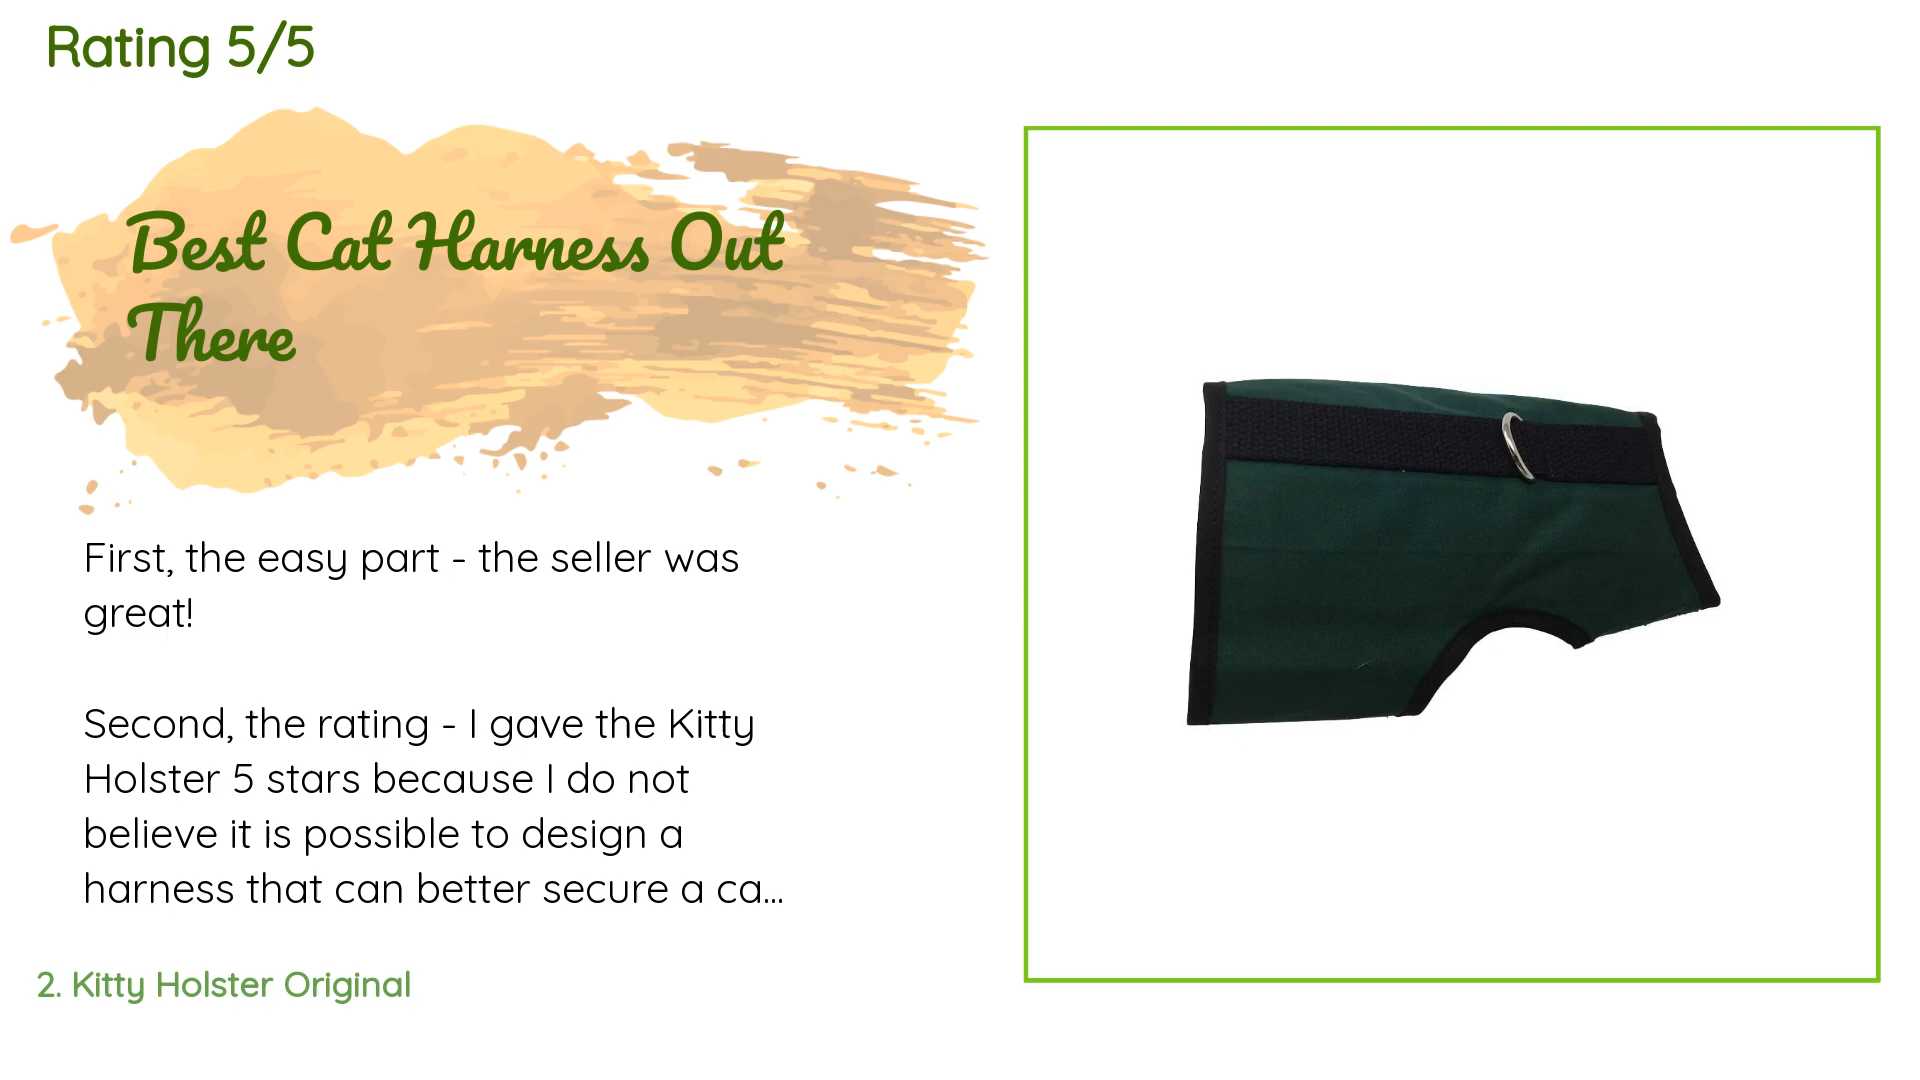 Rating 5/5
Best Cat Harness Out
There
First, the easy part - the seller was
great!
Second, the rating - I gave the Kitty
Holster 5 stars because I do not
believe it is possible to design a
harness that can better secure a ca...
2. Kitty Holster Original